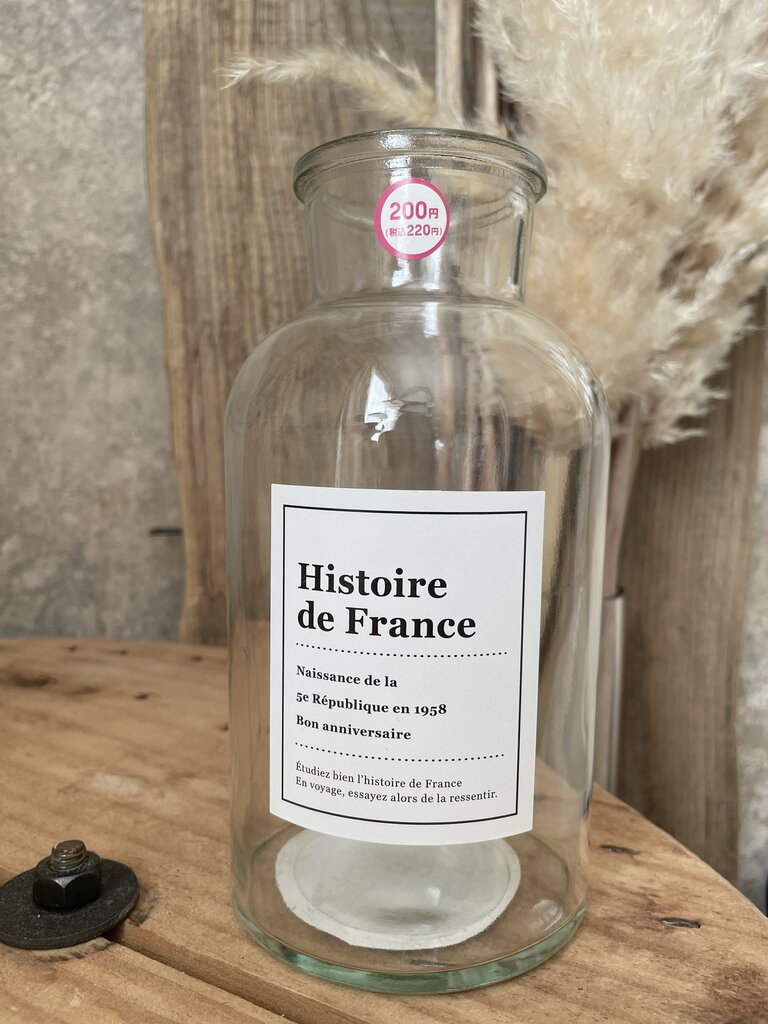 200円
(税込220円)
Histoire
de France
Naissance de la
5e République en 1958
Bon anniversaire
Étudiez bien l'histoire de France
En voyage, essayez alors de la ressentir.